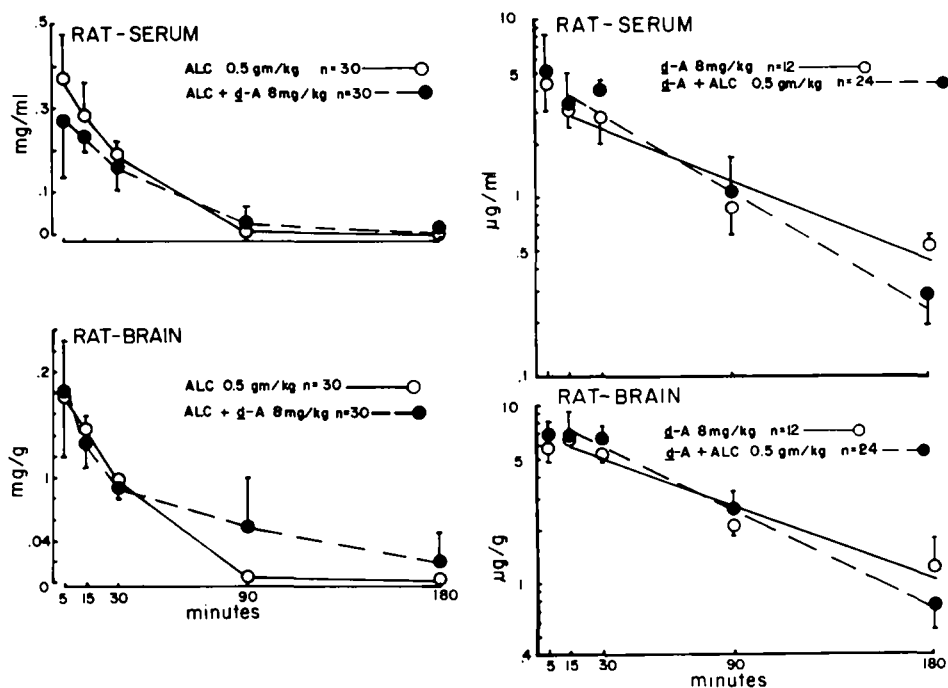 RAT-SERUM
.5
.3
.1
0
mg/ml
ALC 0.5 gm/kg n=30
ALC + d-A 8mg/kg n=30
RAT-BRAIN
.2
.1
0.04
0
mg/g
ALC 0.5 gm/kg n=30
ALC + d-A 8mg/kg n=30
5 15 30 90 180
minutes
RAT-SERUM
10
5
1
.5
.1
µg/ml
d-A 8mg/kg n=12
d-A + ALC 0.5 gm/kg n=24
RAT-BRAIN
10
5
1
.4
µg/g
d-A 8mg/kg n=12
d-A + ALC 0.5 gm/kg n=24
5 15 30 90 180
minutes